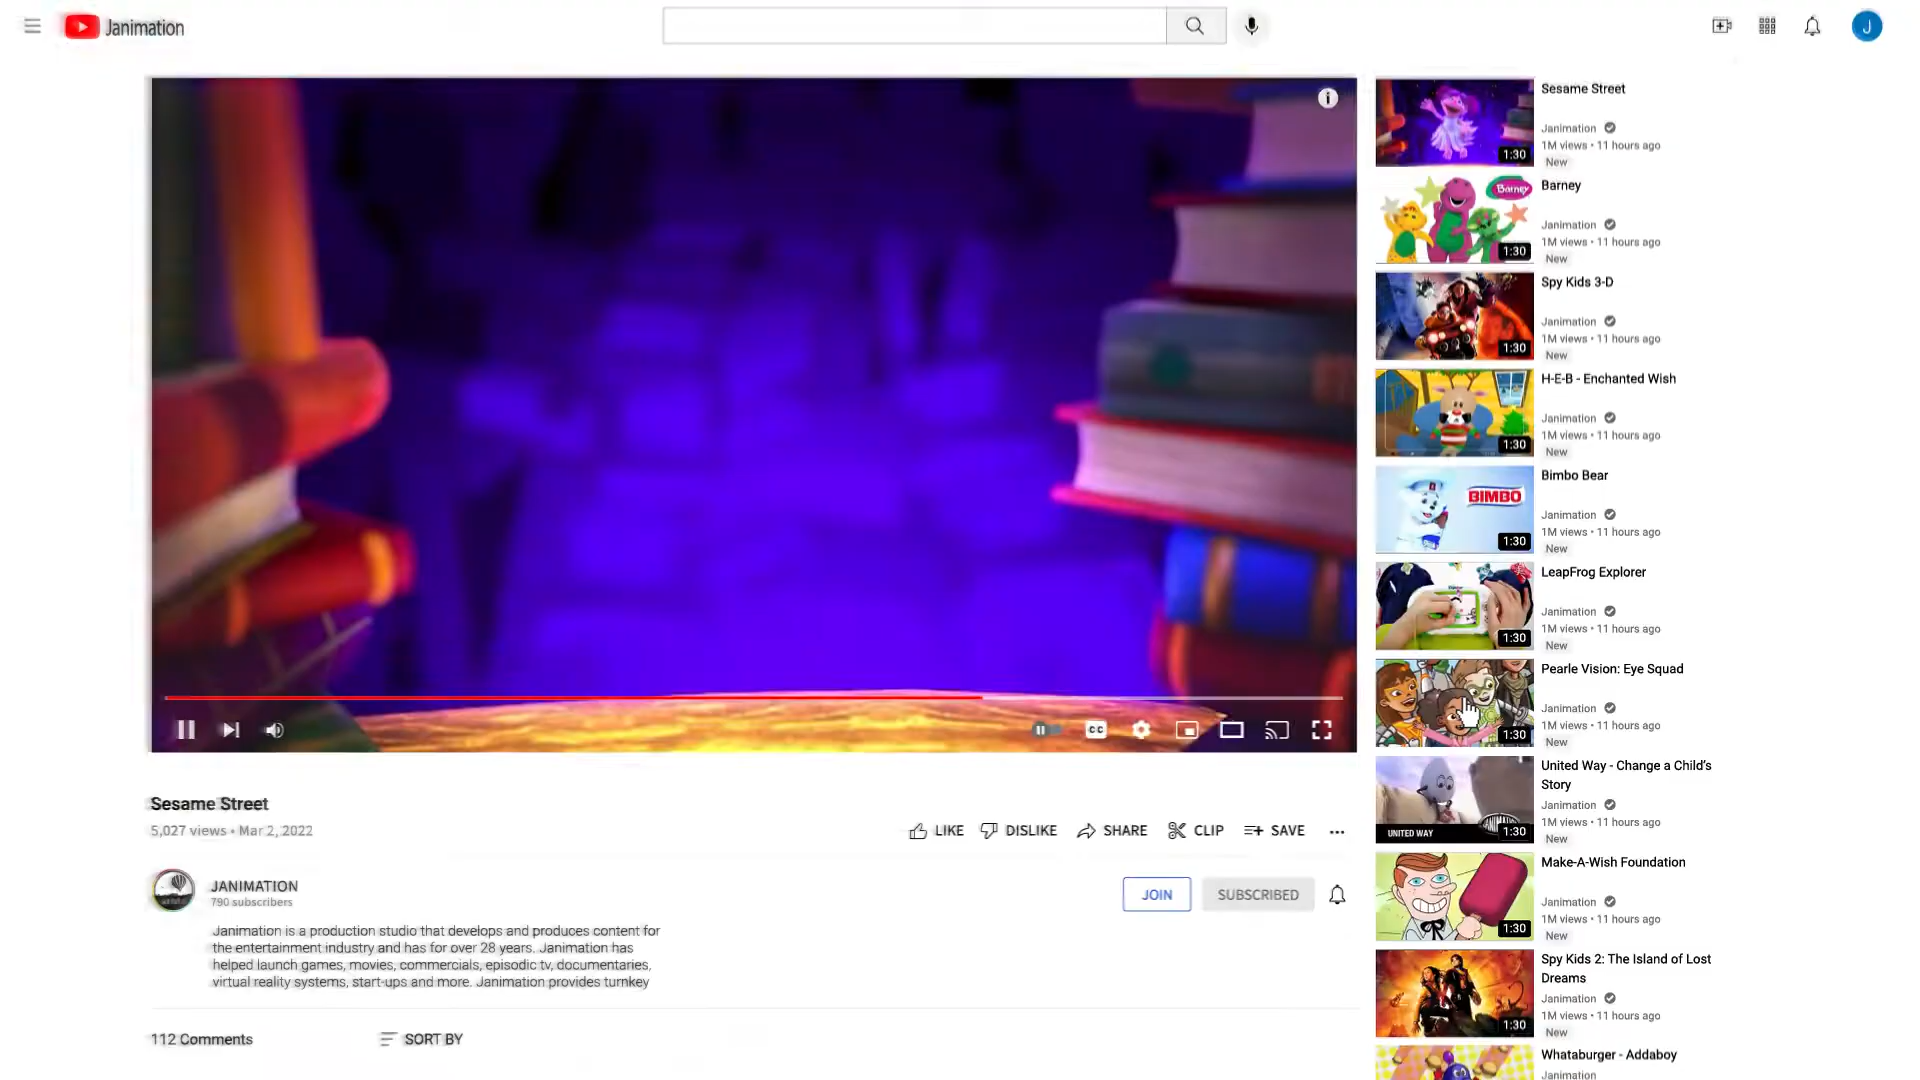 Janimation
J
Sesame Street
5,027 views • Mar 2, 2022
LIKE
DISLIKE
SHARE
CLIP
SAVE
JANIMATION
790 subscribers
JOIN
SUBSCRIBED
Janimation is a production studio that develops and produces content for
the entertainment industry and has for over 28 years. Janimation has
helped launch games, movies, commercials, episodic tv, documentaries,
virtual reality systems, start-ups and more. Janimation provides turnkey
112 Comments
SORT BY
CC
1:30
Sesame Street
Janimation
1M views • 11 hours ago
New
Barney
1:30
Barney
Janimation
1M views • 11 hours ago
New
1:30
Spy Kids 3-D
Janimation
1M views • 11 hours ago
New
1:30
H-E-B - Enchanted Wish
Janimation
1M views • 11 hours ago
New
BIMBO
1:30
Bimbo Bear
Janimation
1M views • 11 hours ago
New
1:30
LeapFrog Explorer
Janimation
1M views • 11 hours ago
New
1:30
Pearle Vision: Eye Squad
Janimation
1M views • 11 hours ago
New
UNITED WAY
JANIMATION
1:30
United Way - Change a Child’s
Story
Janimation
1M views • 11 hours ago
New
1:30
Make-A-Wish Foundation
Janimation
1M views • 11 hours ago
New
1:30
Spy Kids 2: The Island of Lost
Dreams
Janimation
1M views • 11 hours ago
New
Whataburger - Addaboy
Janimation